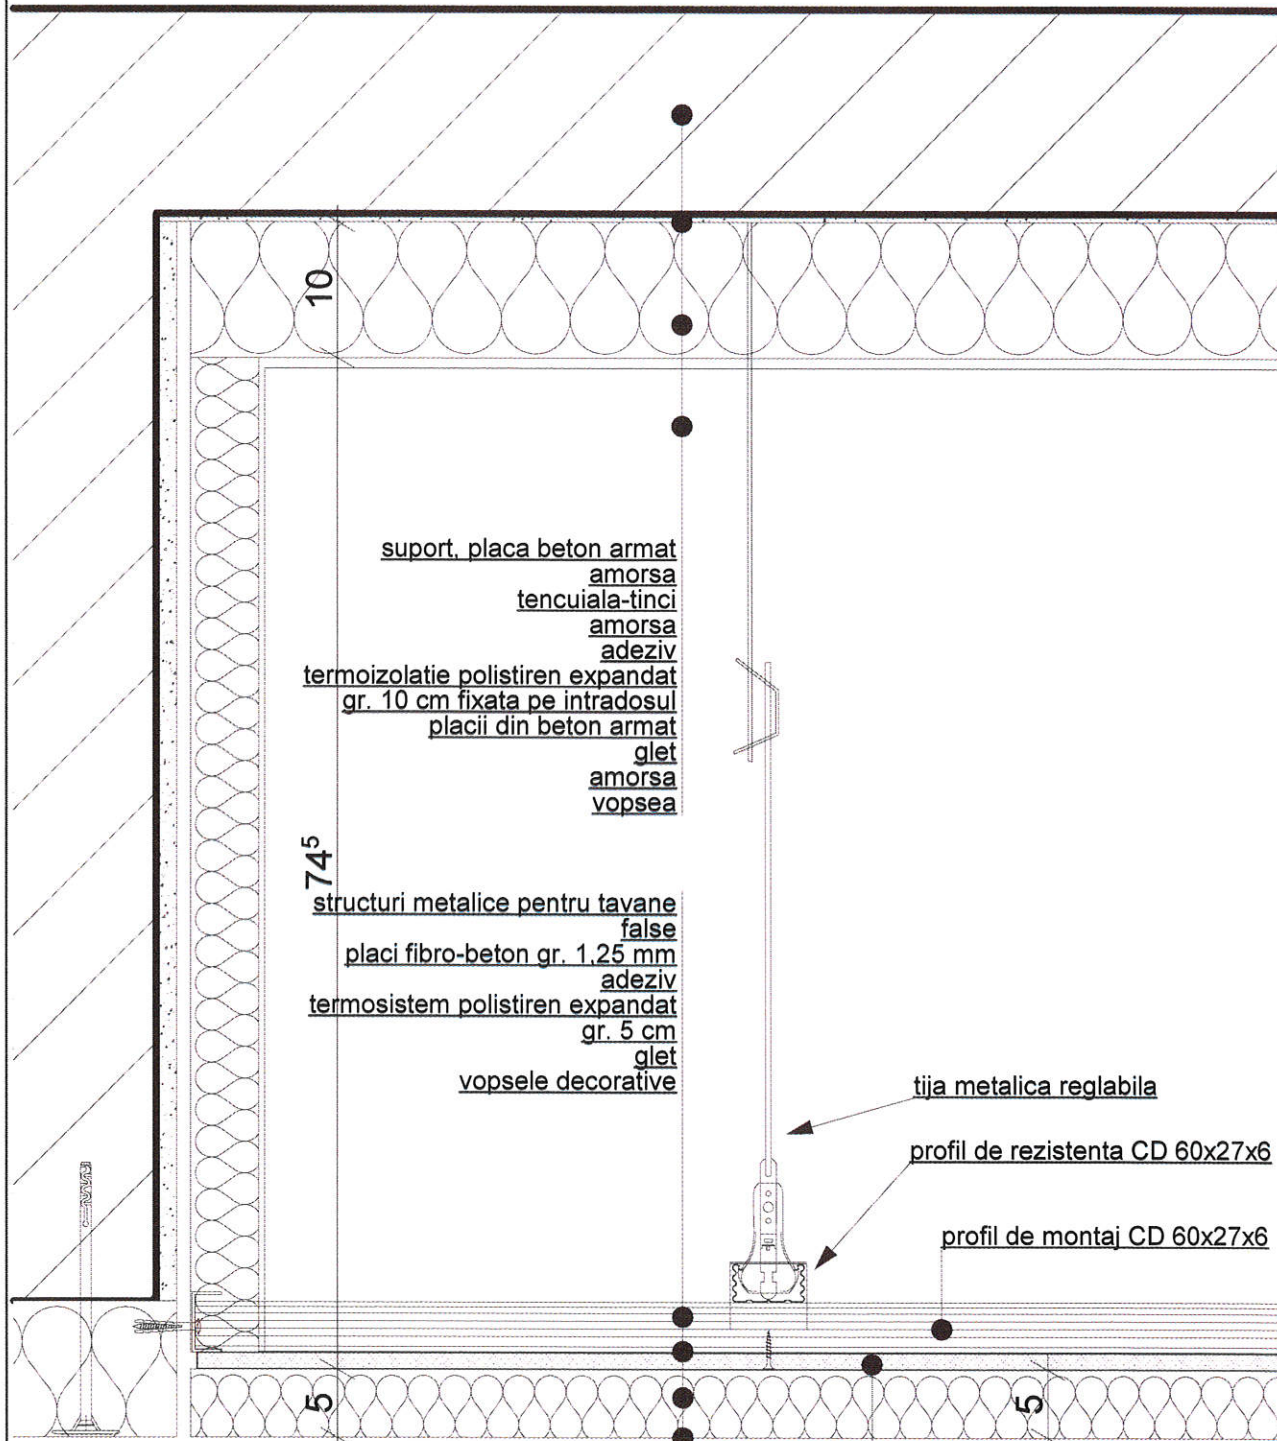 10
suport, placa beton armat
amorsa
tencuiala-tinci
amorsa
adeziv
termoizolatie polistiren expandat
gr. 10 cm fixata pe intradosul
placii din beton armat
glet
amorsa
vopsea
74⁵
structuri metalice pentru tavane
false
placi fibro-beton gr. 1,25 mm
adeziv
termosistem polistiren expandat
gr. 5 cm
glet
vopsele decorative
tija metalica reglabila
profil de rezistenta CD 60x27x6
profil de montaj CD 60x27x6
5
5